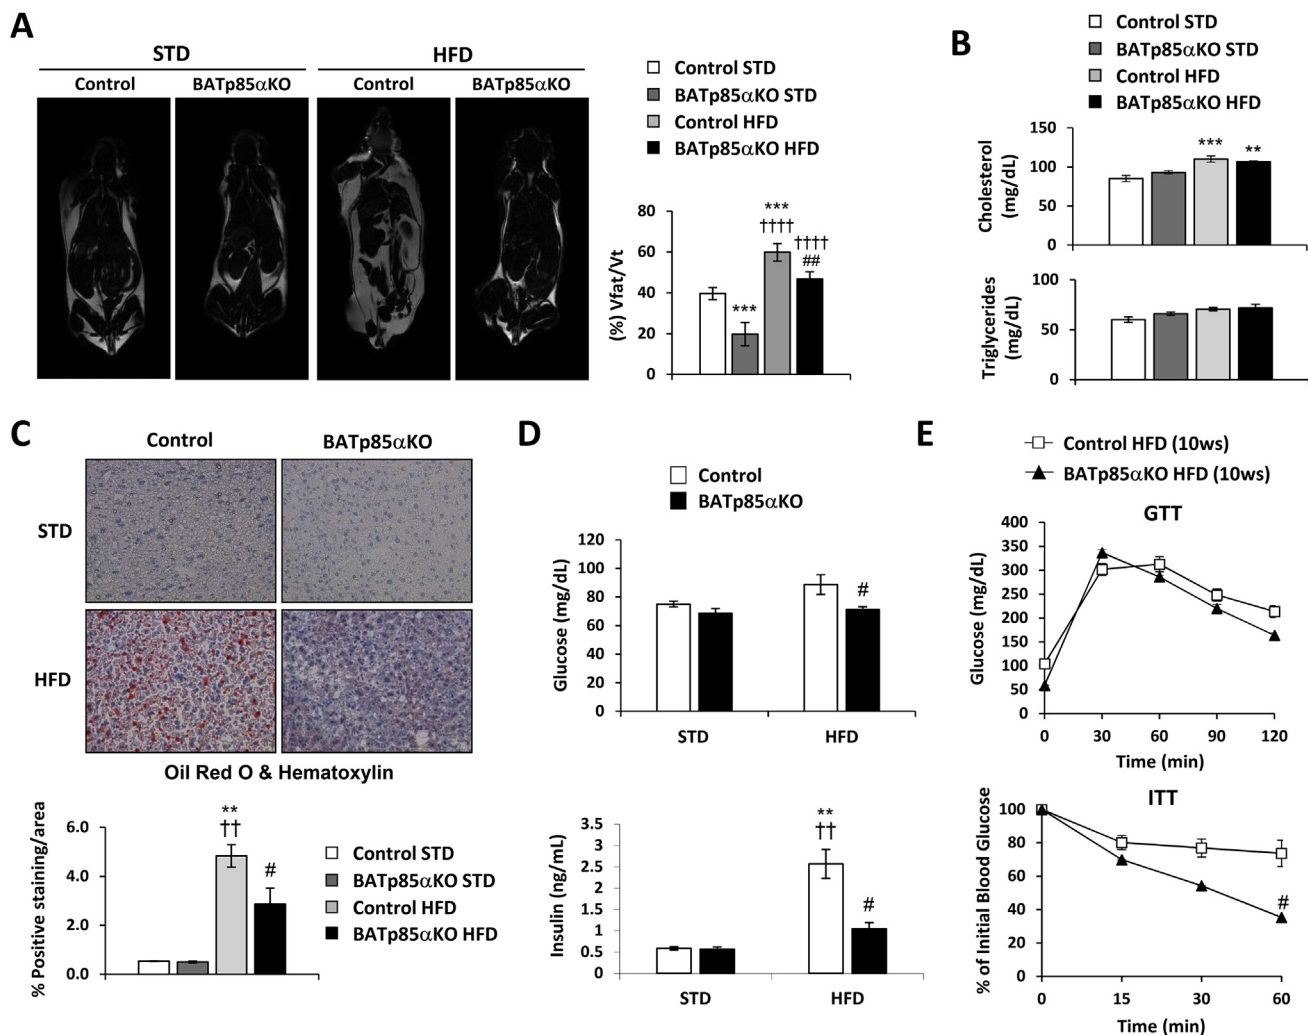 A
STD
HFD
Control
BATp85αKO
Control
BATp85αKO
Control STD
BATp85αKO STD
Control HFD
BATp85αKO HFD
(%) Vfat/Vt
80
60
40
20
0
***
***
††††
††††
##
B
Control STD
BATp85αKO STD
Control HFD
BATp85αKO HFD
Cholesterol
(mg/dL)
150
100
50
0
***
**
Triglycerides
(mg/dL)
100
50
0
C
Control
BATp85αKO
STD
HFD
Oil Red O & Hematoxylin
% Positive staining/area
6.0
4.0
2.0
0.0
**
††
#
Control STD
BATp85αKO STD
Control HFD
BATp85αKO HFD
D
Control
BATp85αKO
Glucose (mg/dL)
120
100
80
60
40
20
0
#
STD
HFD
Insulin (ng/mL)
3.5
3
2.5
2
1.5
1
0.5
0
**
††
#
STD
HFD
E
Control HFD (10ws)
BATp85αKO HFD (10ws)
GTT
Glucose (mg/dL)
400
350
300
250
200
150
100
50
0
0 30 60 90 120
Time (min)
ITT
% of Initial Blood Glucose
100
80
60
40
20
0
#
0 15 30 60
Time (min)